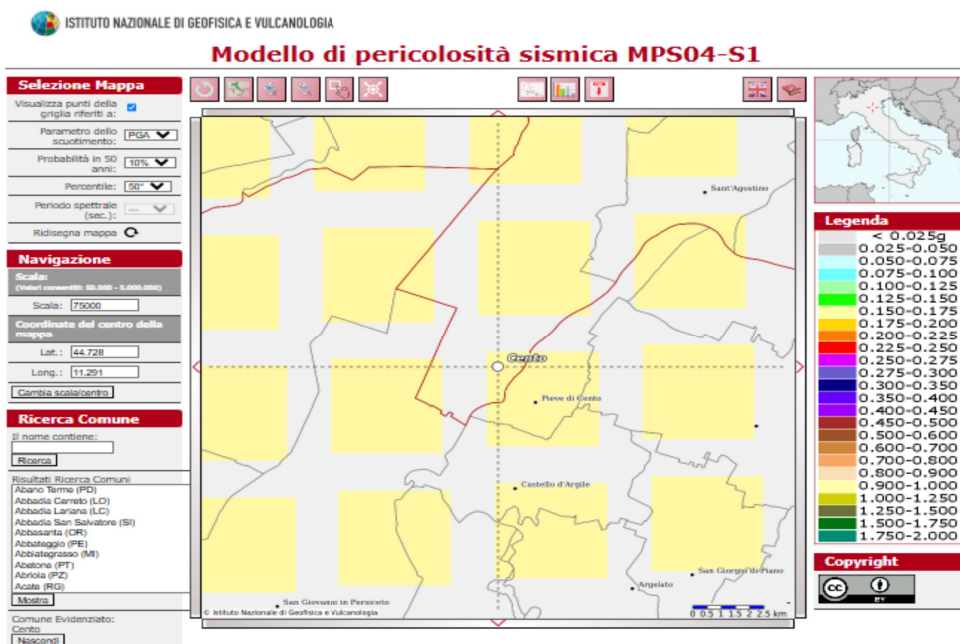 ISTITUTO NAZIONALE DI GEOFISICA E VULCANOLOGIA
Modello di pericolosità sismica MPS04-S1
Selezione Mappa
Visualizza punti della
griglia riferiti a:
Parametro dello
scuotimento:
PGA
Probabilità in 50
anni:
10%
Percentile:
50°
Periodo spettrale
(sec.):
---
Ridisegna mappa
Navigazione
Scala:
(Valori consentiti: 50.000 - 5.000.000)
Scala: 75000
Coordinate del centro della
mappa
Lat.: 44.728
Long.: 11.291
Cambia scala/centro
Ricerca Comune
Il nome contiene:
Ricerca
Risultati Ricerca Comuni
Abano Terme (PD)
Abbadia Cerreto (LO)
Abbadia Lariana (LC)
Abbadia San Salvatore (SI)
Abbasanta (OR)
Abbateggio (PE)
Abbiategrasso (MI)
Abetone (PT)
Abriola (PZ)
Acate (RG)
Mostra
Comune Evidenziato:
Cento
Nascondi
Sant'Agostino
Cento
Pieve di Cento
Castello d'Argile
San Giorgio di Piano
Argelato
San Giovanni in Persiceto
© Istituto Nazionale di Geofisica e Vulcanologia
0 0.5 1 1.5 2 2.5 km
Legenda
< 0.025g
0.025-0.050
0.050-0.075
0.075-0.100
0.100-0.125
0.125-0.150
0.150-0.175
0.175-0.200
0.200-0.225
0.225-0.250
0.250-0.275
0.275-0.300
0.300-0.350
0.350-0.400
0.400-0.450
0.450-0.500
0.500-0.600
0.600-0.700
0.700-0.800
0.800-0.900
0.900-1.000
1.000-1.250
1.250-1.500
1.500-1.750
1.750-2.000
Copyright
cc
BY